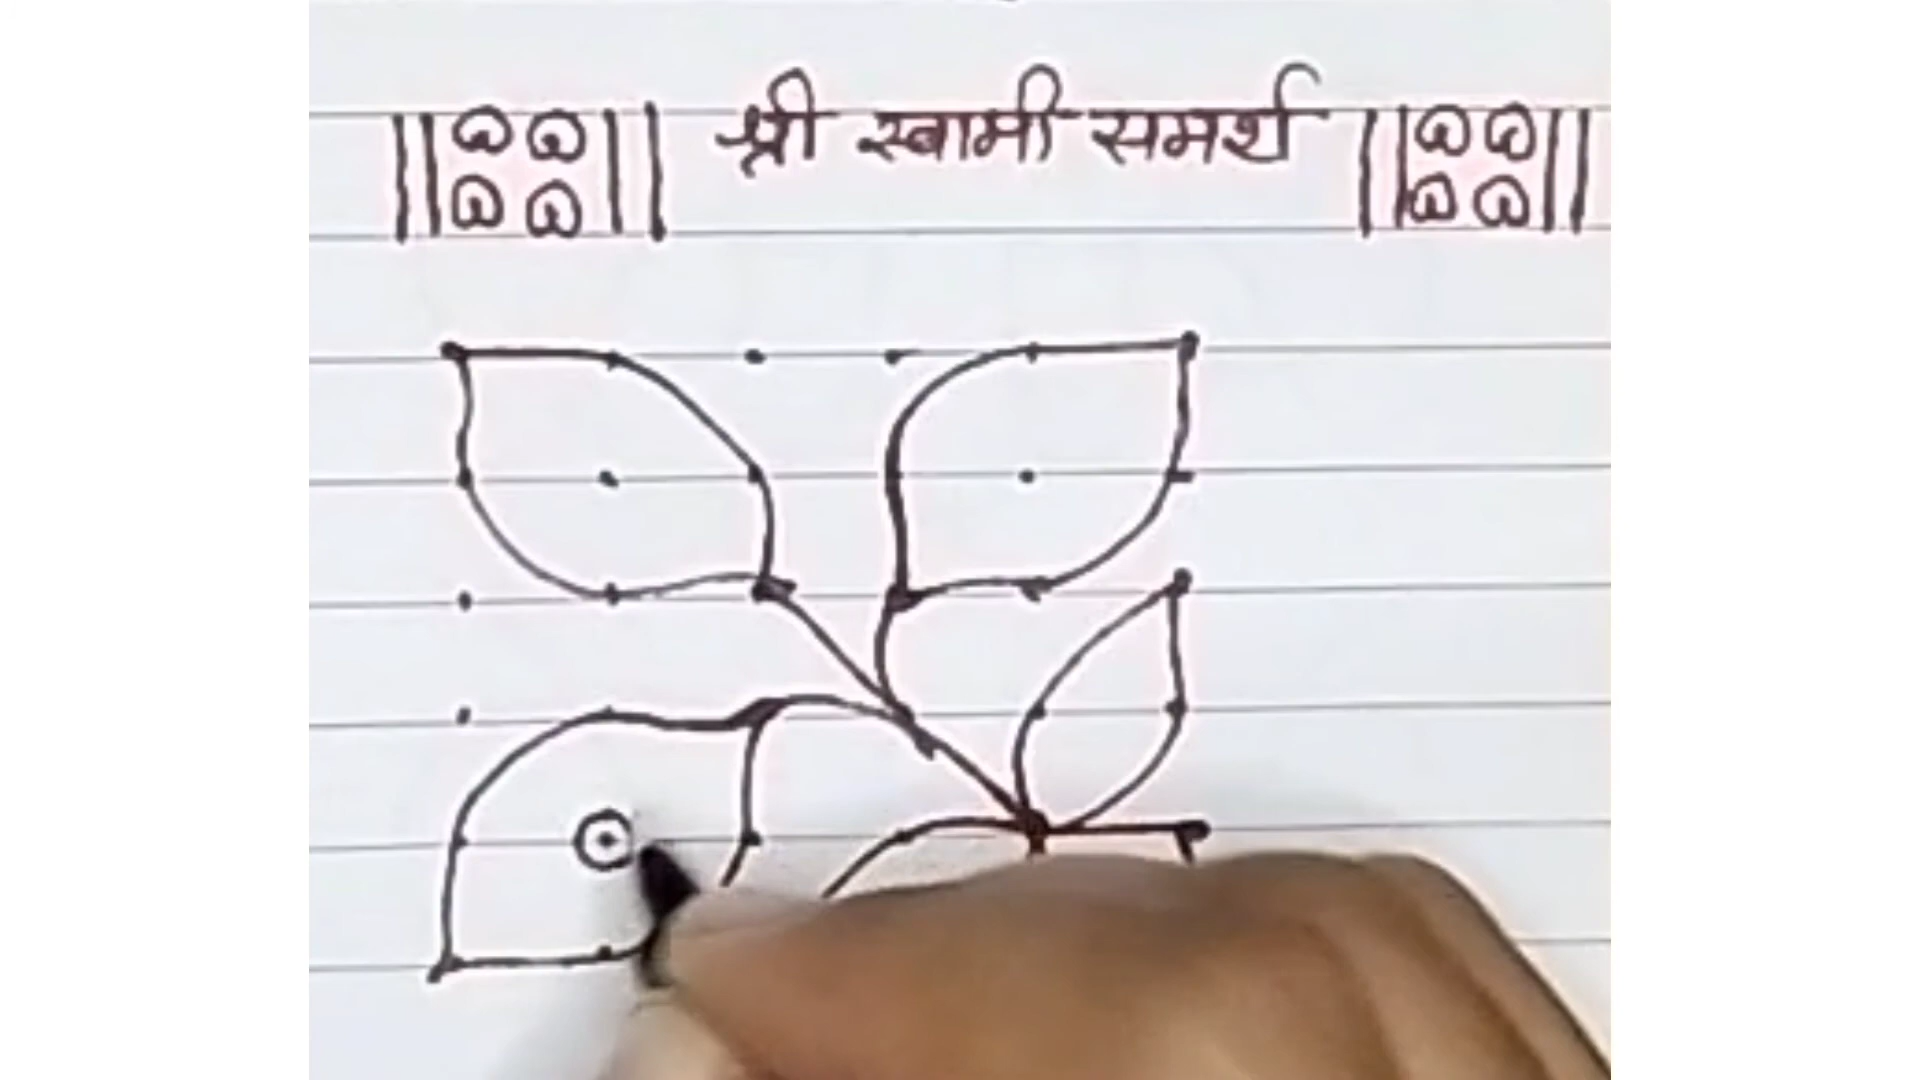 || श्री स्वामी समर्थ ||